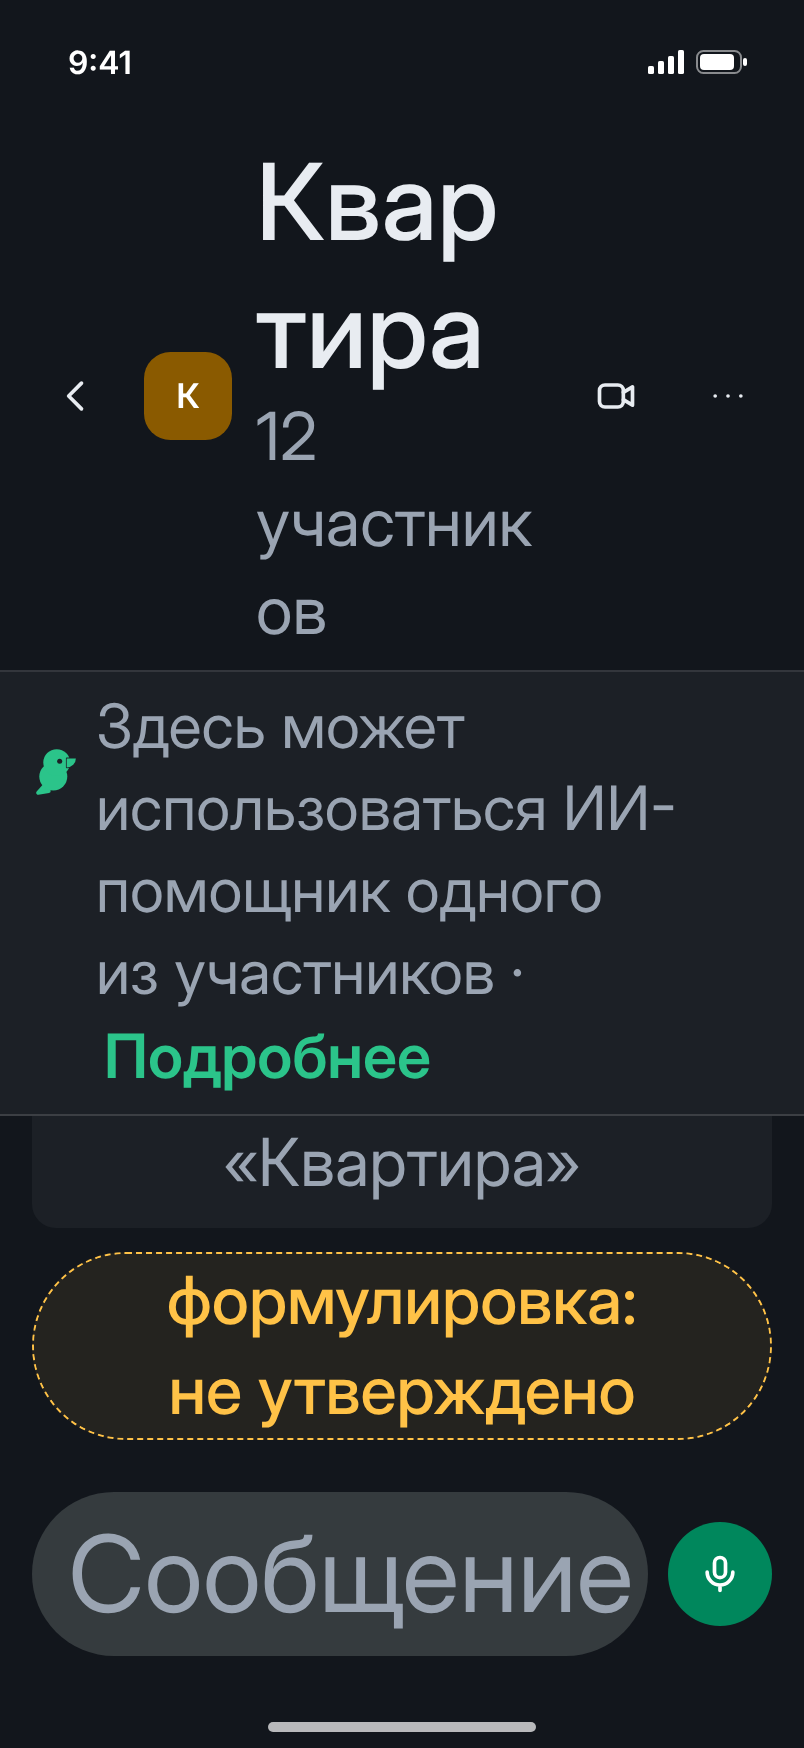 9:41
Квар
тира
К
12
участник
ов
Здесь может
использоваться ИИ-
помощник одного
из участников ·
Подробнее
«Квартира»
формулировка:
не утверждено
Сообщение